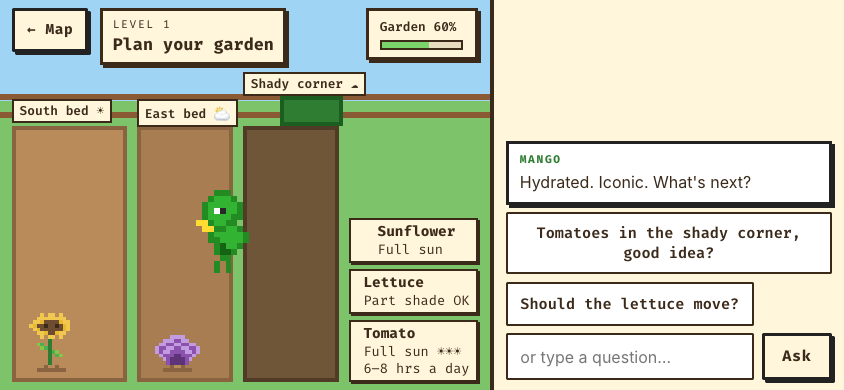 ← Map
LEVEL 1
Plan your garden
Garden 60%
Shady corner ☁
South bed ☀
East bed ⛅
Sunflower
Full sun
Lettuce
Part shade OK
Tomato
Full sun ☀☀☀
6–8 hrs a day
MANGO
Hydrated. Iconic. What's next?
Tomatoes in the shady corner,
good idea?
Should the lettuce move?
or type a question...
Ask